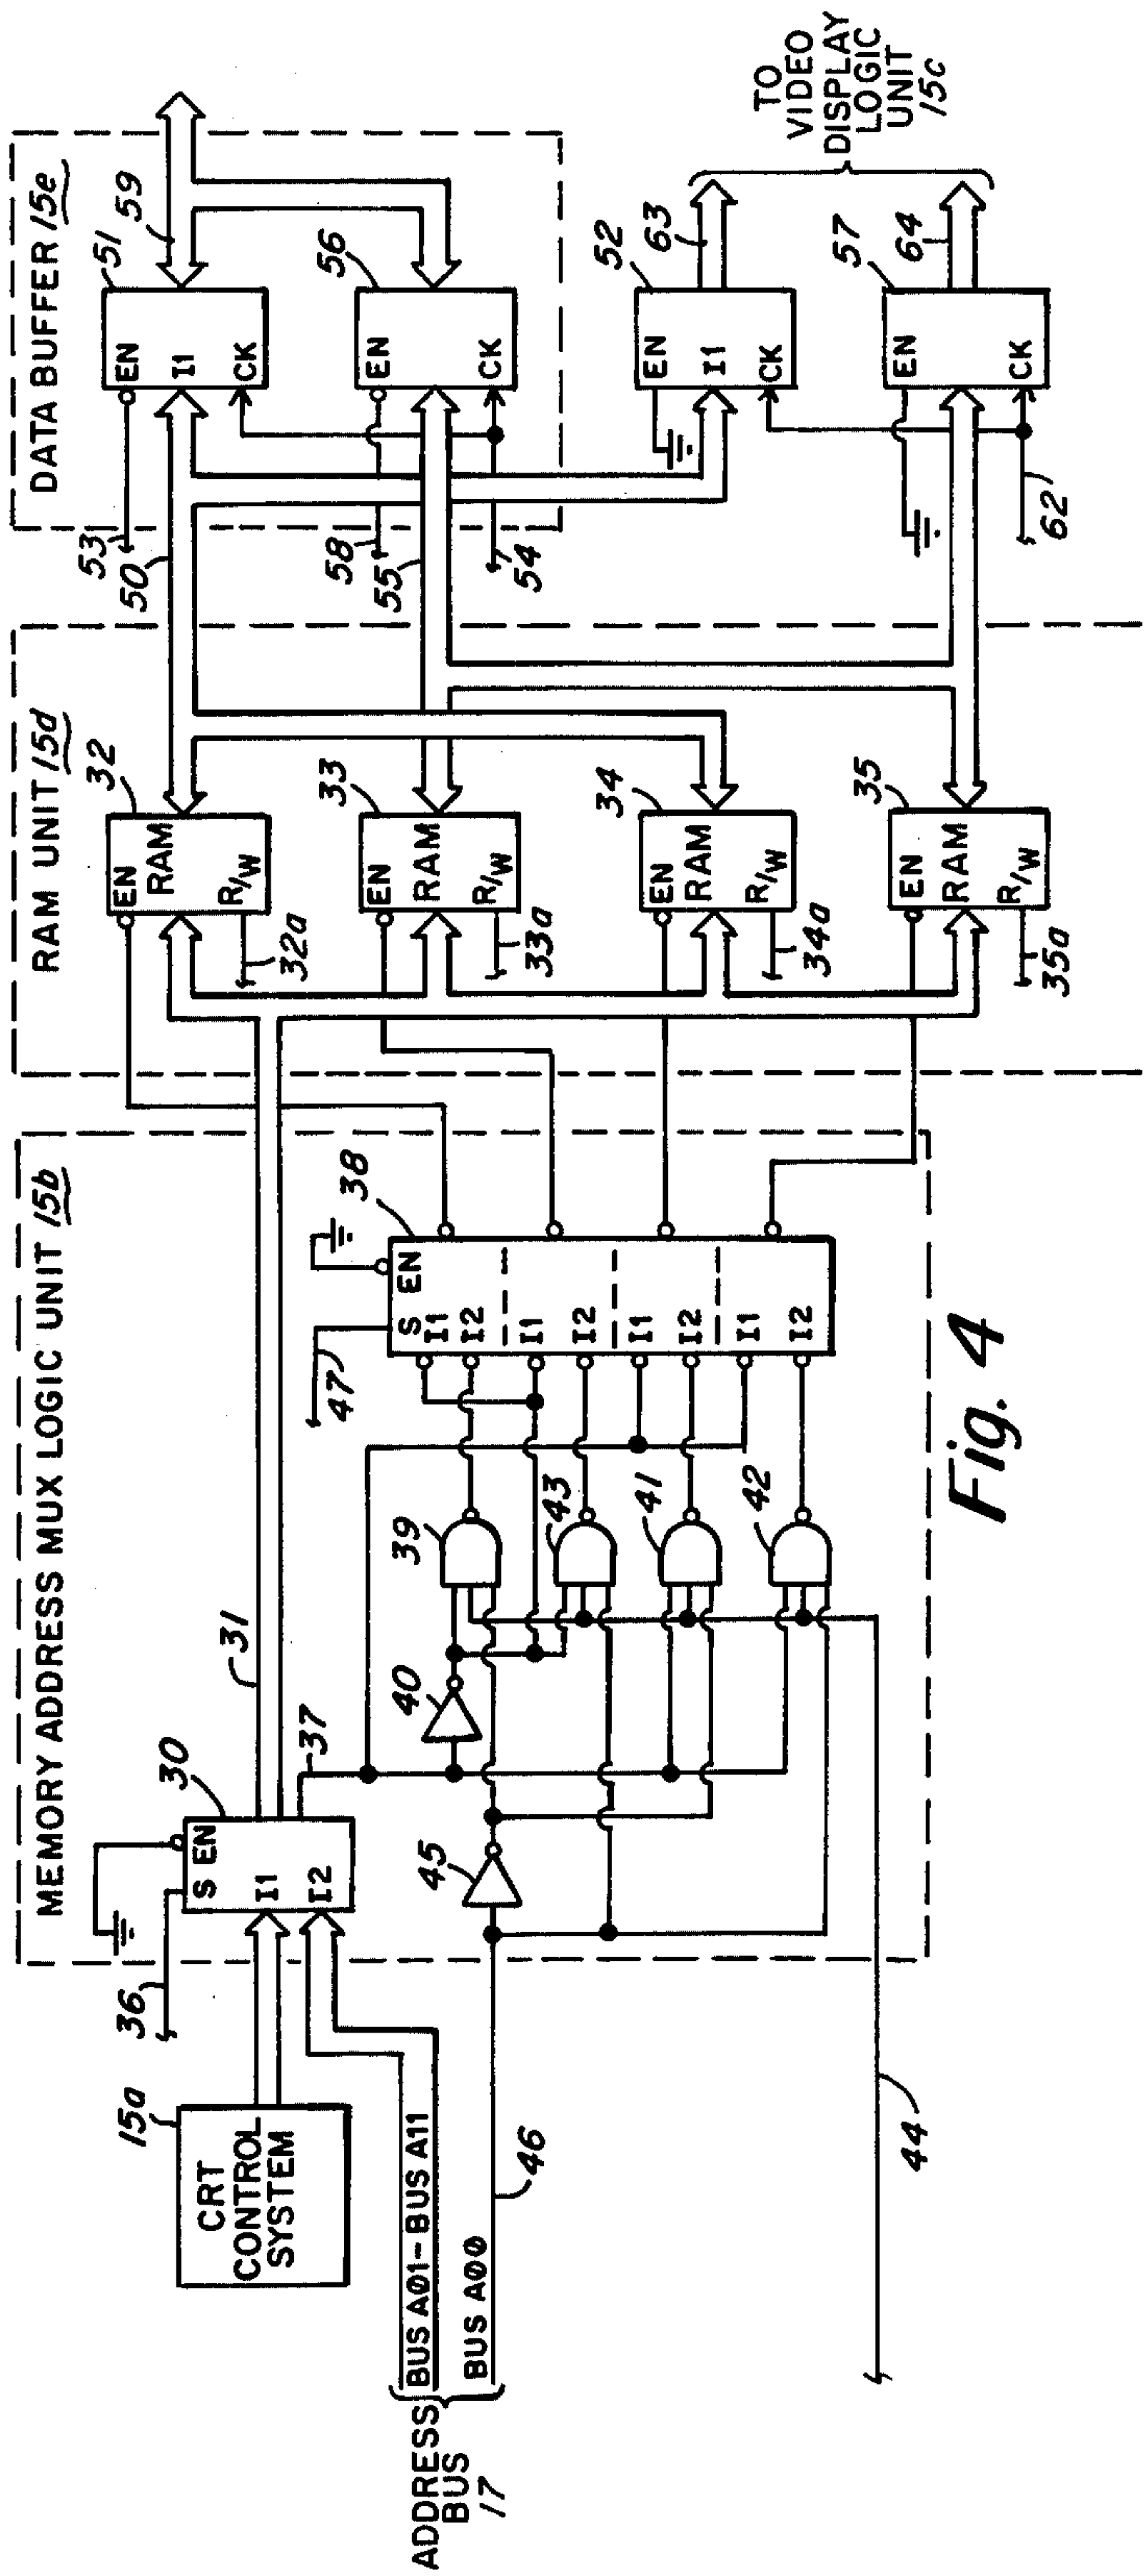 MEMORY ADDRESS MUX LOGIC UNIT 15b
RAM UNIT 15d
DATA BUFFER 15e
15a
CRT
CONTROL
SYSTEM
36
30
S EN
I1
I2
31
37
ADDRESS
BUS
17
BUS A01-BUS A11
BUS A00
46
44
45
40
39
43
41
42
47
38
S EN
I1
I2
I1
I2
I1
I2
I1
I2
32
EN
RAM
R/W
32a
33
EN
RAM
R/W
33a
34
EN
RAM
R/W
34a
35
EN
RAM
R/W
35a
53
50
58
55
54
51
EN
I1
CK
59
56
EN
CK
52
EN
I1
CK
63
57
EN
CK
64
62
TO
VIDEO
DISPLAY
LOGIC
UNIT
15c
Fig. 4